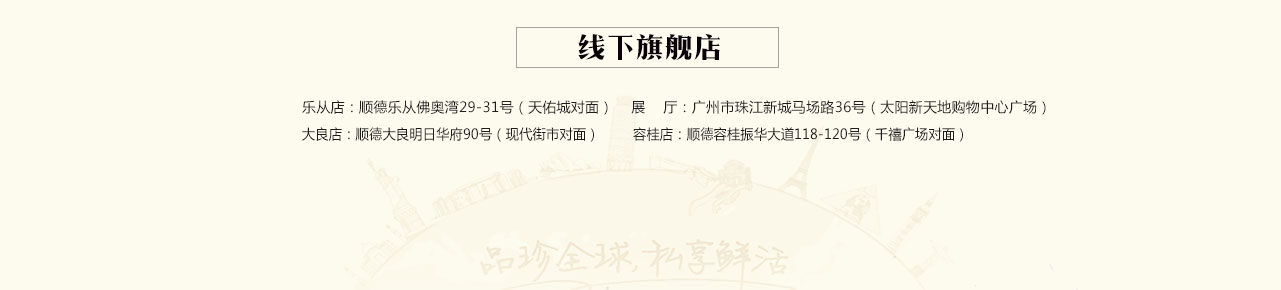 线下旗舰店
乐从店：顺德乐从佛奥湾29-31号（天佑城对面） 展 厅：广州市珠江新城马场路36号（太阳新天地购物中心广场）
大良店：顺德大良明日华府90号（现代街市对面） 容桂店：顺德容桂振华大道118-120号（千禧广场对面）
品珍全球，私享鲜活